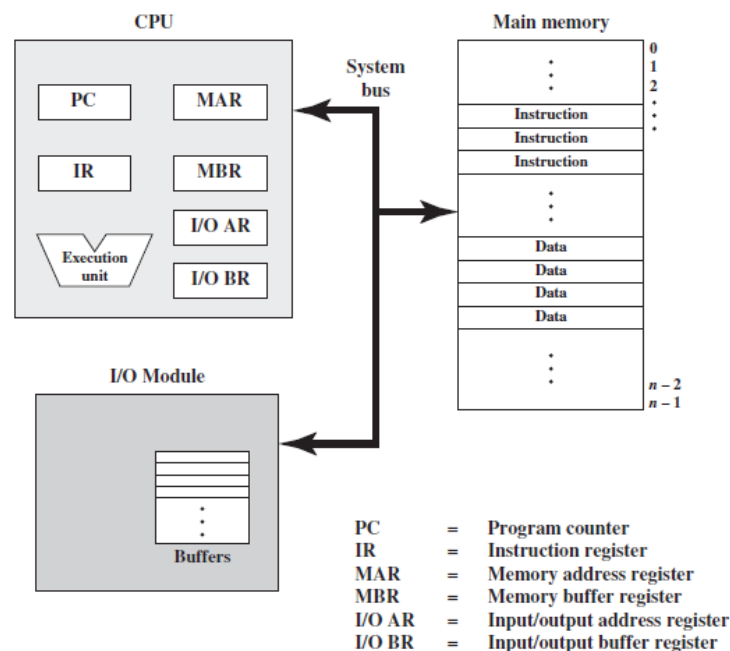 CPU
PC
MAR
IR
MBR
I/O AR
Execution
unit
I/O BR
System
bus
Main memory
0
1
2
Instruction
Instruction
Instruction
Data
Data
Data
Data
n – 2
n – 1
I/O Module
Buffers
PC = Program counter
IR = Instruction register
MAR = Memory address register
MBR = Memory buffer register
I/O AR = Input/output address register
I/O BR = Input/output buffer register